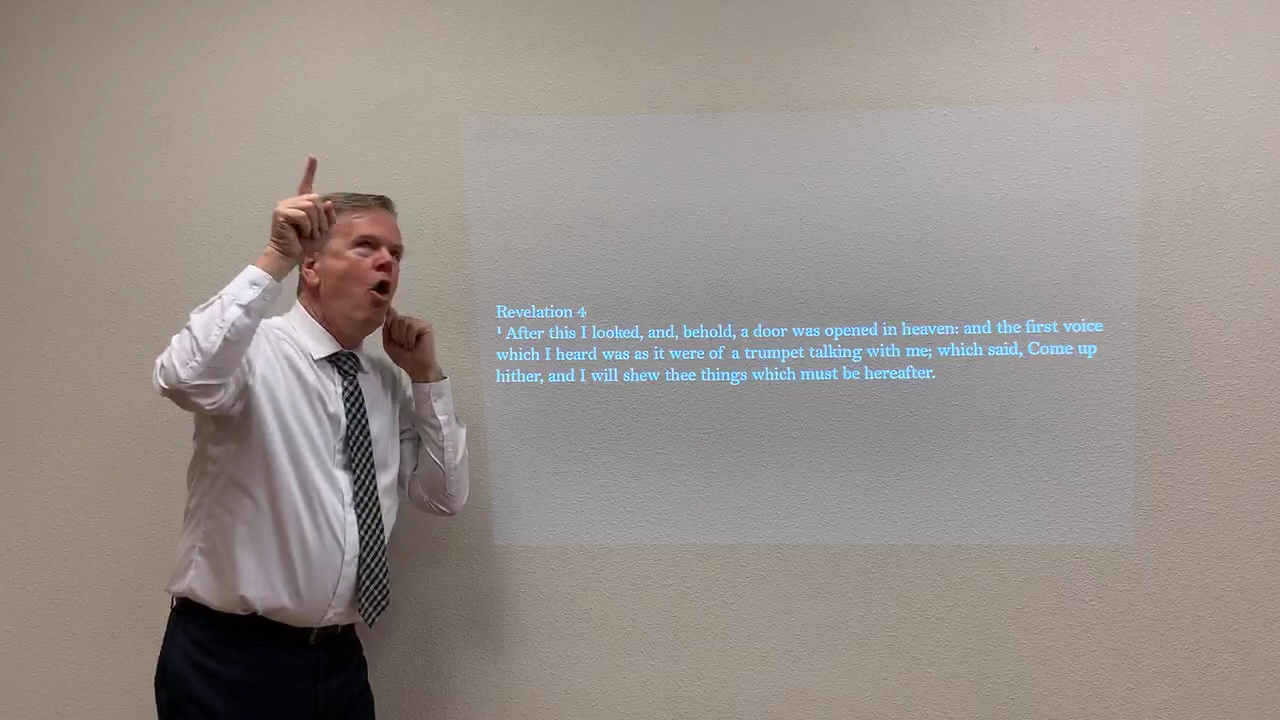 Revelation 4
¹ After this I looked, and, behold, a door was opened in heaven: and the first voice
which I heard was as it were of a trumpet talking with me; which said, Come up
hither, and I will shew thee things which must be hereafter.